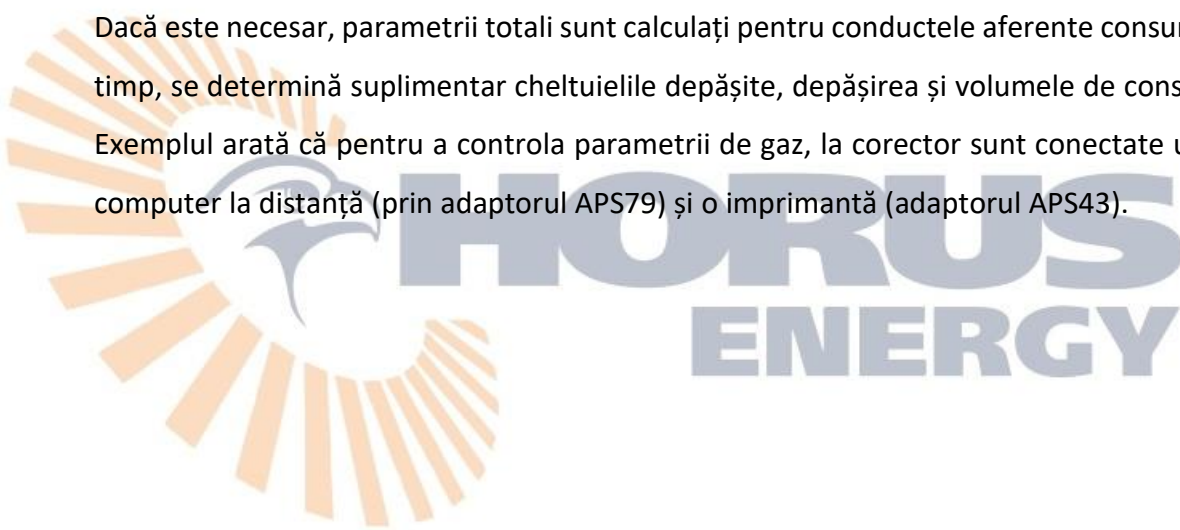 Dacă este necesar, parametrii totali sunt calculați pentru conductele aferente
timp, se determină suplimentar cheltuielile depășite, depășirea și volumele de
Exemplul arată că pentru a controla parametrii de gaz, la corector sunt conectate
computer la distanță (prin adaptorul APS79) și o imprimantă (adaptorul APS43).
HORUS
ENERGY